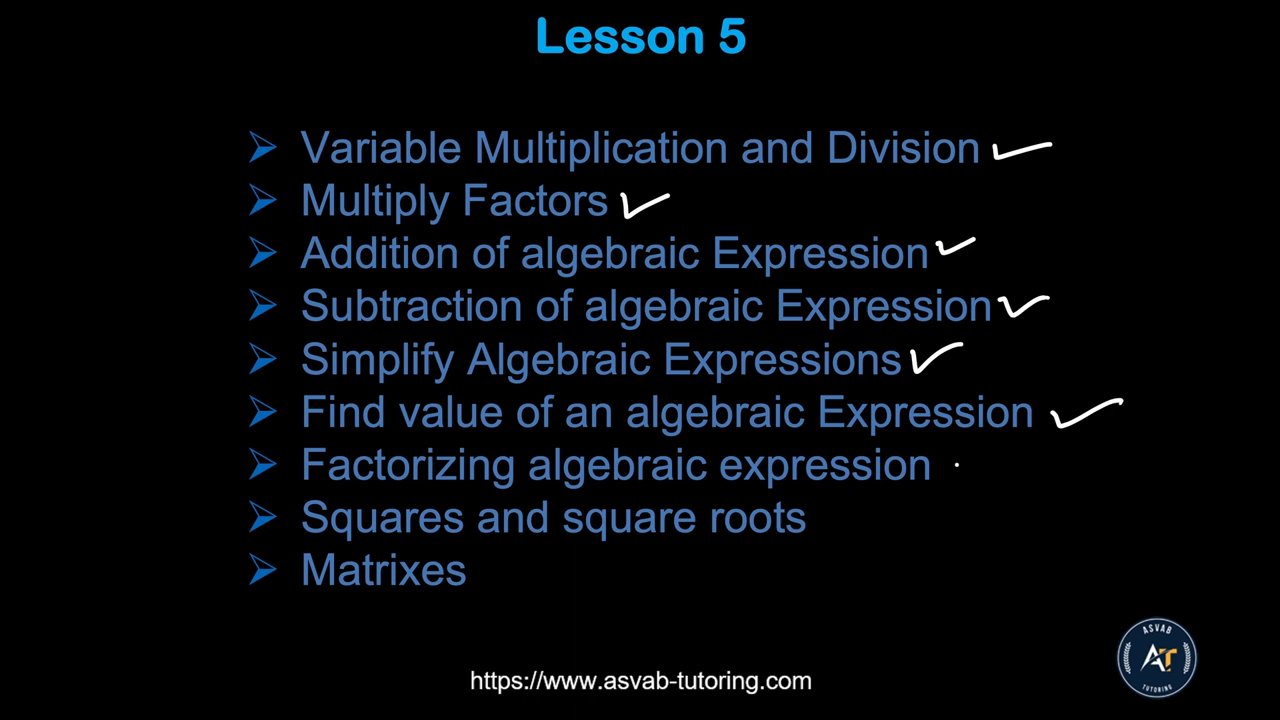 Lesson 5
Variable Multiplication and Division
Multiply Factors
Addition of algebraic Expression
Subtraction of algebraic Expression
Simplify Algebraic Expressions
Find value of an algebraic Expression
Factorizing algebraic expression
Squares and square roots
Matrixes
ASVAB
AT
TUTORING
https://www.asvab-tutoring.com